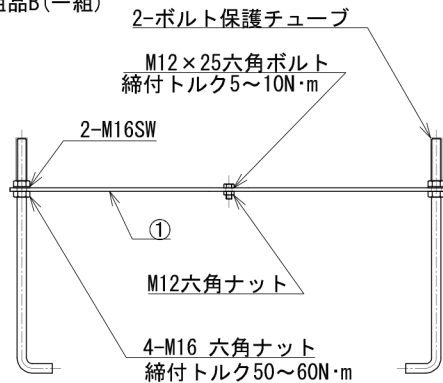 品B(一組)
2-ボルト保護チューブ
M12×25六角ボルト
締付トルク5～10N･m
2-M16SW
①
M12六角ナット
4-M16 六角ナット
締付トルク50～60N･m